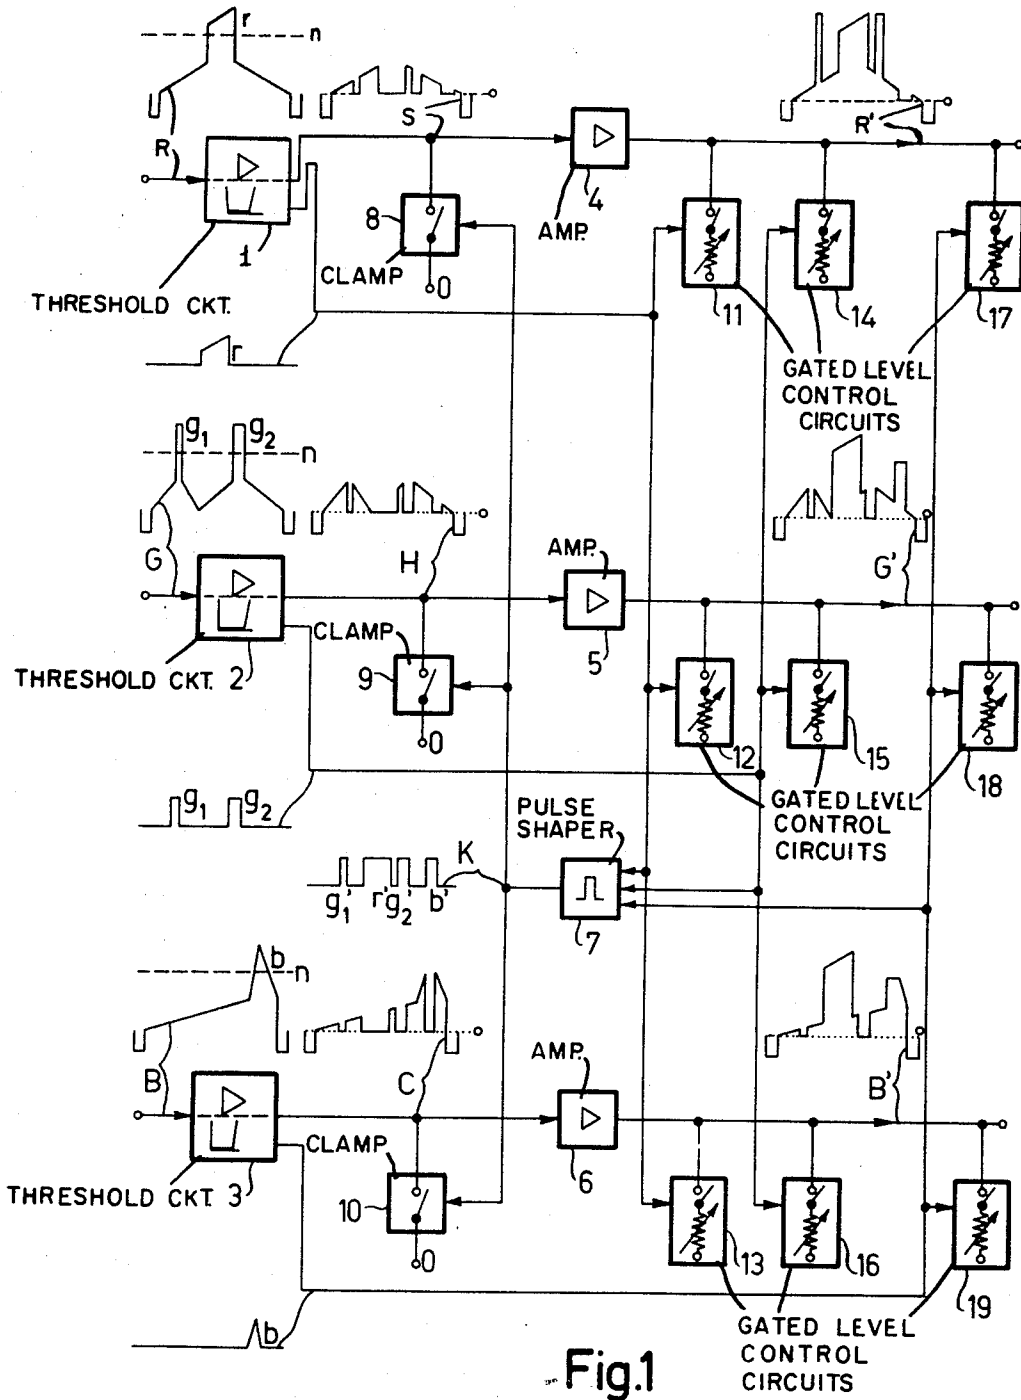 r
n
R
S
R'
THRESHOLD CKT.
1
8
CLAMP
0
AMP.
4
11
14
17
r
GATED LEVEL
CONTROL
CIRCUITS
g1
g2
n
G
H
G'
THRESHOLD CKT. 2
CLAMP
9
0
AMP.
5
12
15
18
g1
g2
GATED LEVEL
CONTROL
CIRCUITS
PULSE
SHAPER
7
K
g1'
r'
g2'
b'
b
n
B
C
B'
THRESHOLD CKT. 3
CLAMP
10
0
AMP.
6
13
16
19
b
GATED LEVEL
CONTROL
CIRCUITS
Fig.1